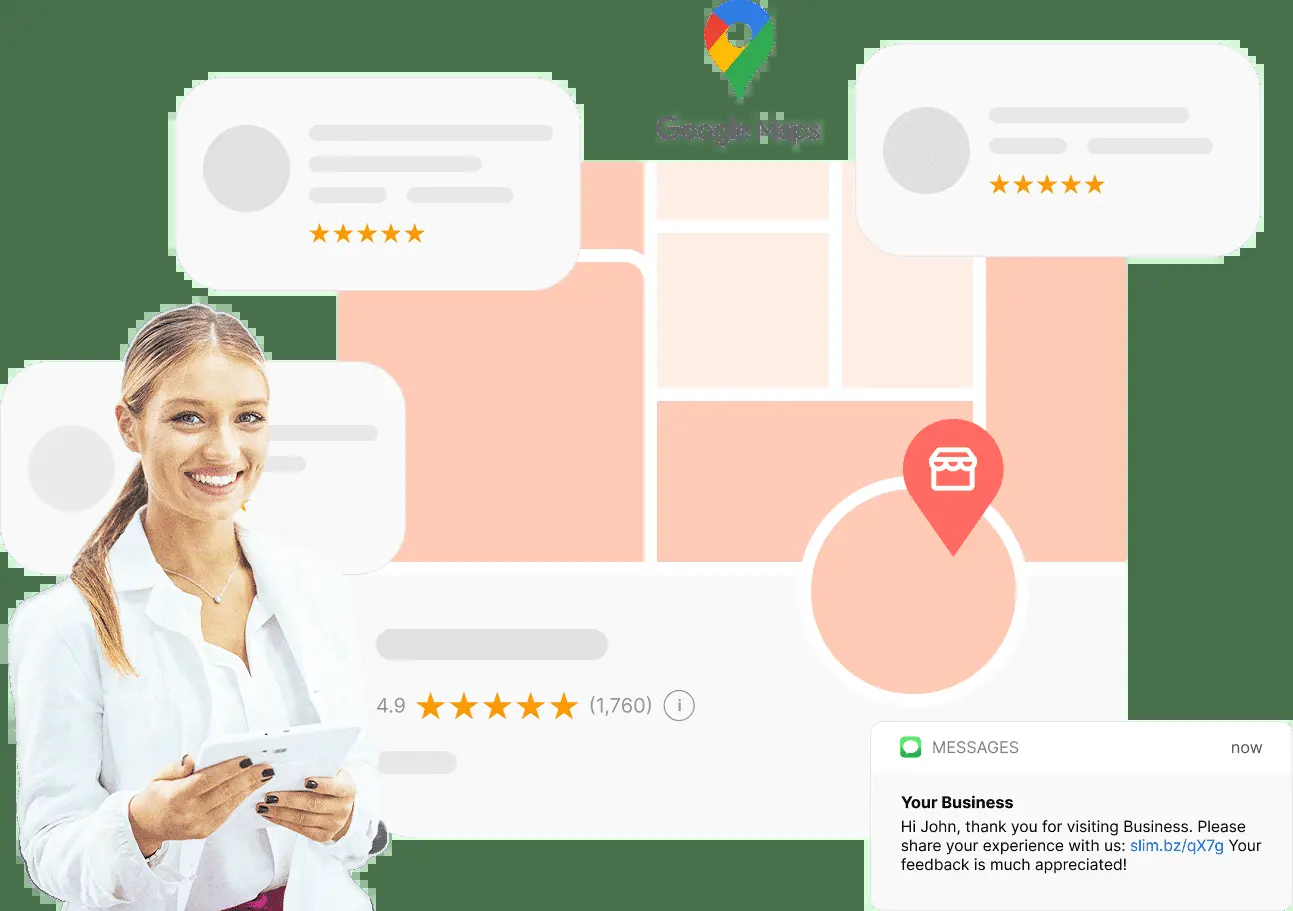 Google Maps
4.9 (1,760) i
MESSAGES now
Your Business
Hi John, thank you for visiting Business. Please
share your experience with us: slim.bz/qX7g Your
feedback is much appreciated!